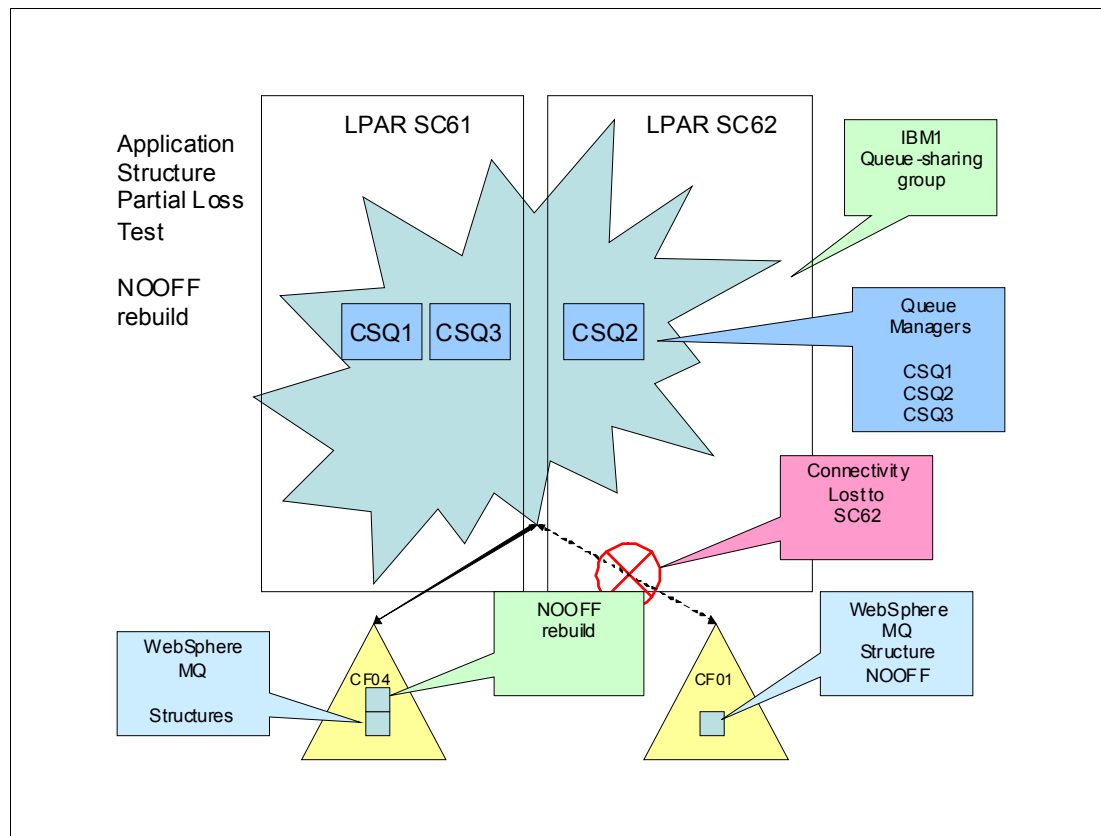 Application
Structure
Partial Loss
Test
NOOFF
rebuild
LPAR SC61
LPAR SC62
IBM1
Queue-sharing
group
CSQ1
CSQ3
CSQ2
Queue
Managers
CSQ1
CSQ2
CSQ3
Connectivity
Lost to
SC62
WebSphere
MQ
Structures
CF04
NOOFF
rebuild
CF01
WebSphere
MQ
Structure
NOOFF